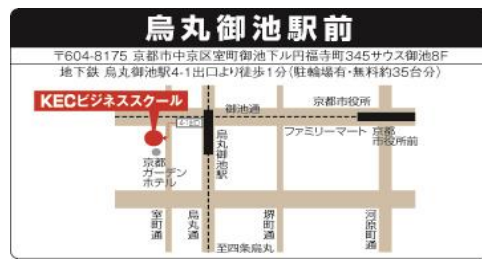 烏丸御池駅前
〒604-8175 京都市中京区室町御池下ル円福寺町345サウス御池8F
地下鉄 烏丸御池駅4-1出口より徒歩1分(駐輪場有・無料約35台分)
KECビジネススクール
御池通
京都市役所
4-1出口
ファミリーマート
京都
市役所前
烏丸御池駅
京都
ガーデン
ホテル
室町通
烏丸通
堺町通
河原町通
至四条烏丸